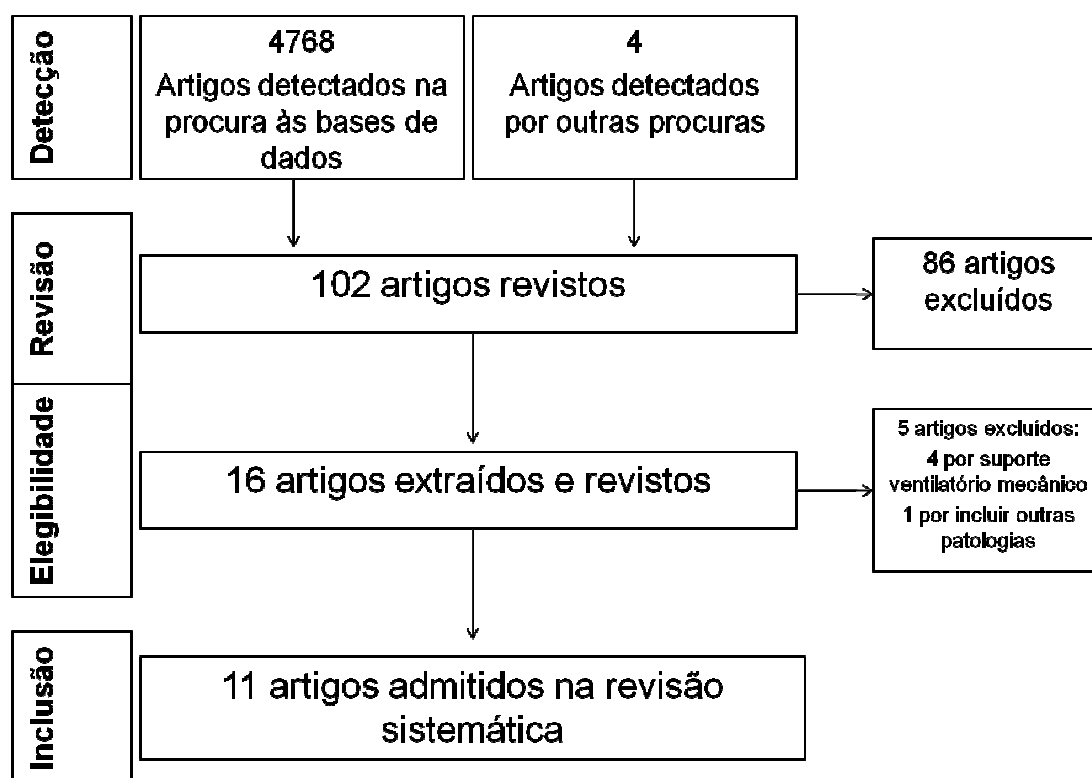 Detecção
4768
Artigos detectados na
procura às bases de
dados
4
Artigos detectados
por outras procuras
Revisão
102 artigos revistos
86 artigos
excluídos
Elegibilidade
16 artigos extraídos e revistos
5 artigos excluídos:
4 por suporte
ventilatório mecânico
1 por incluir outras
patologias
Inclusão
11 artigos admitidos na revisão
sistemática